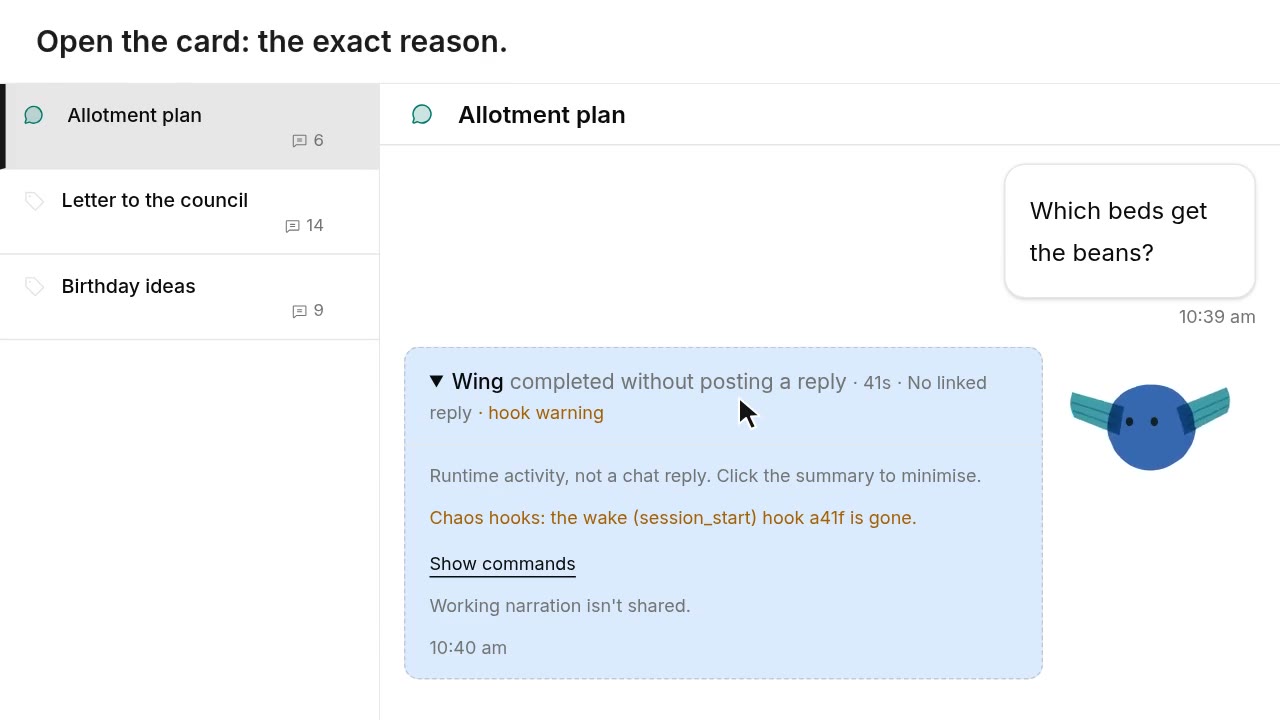 Open the card: the exact reason.
Allotment plan
6
Letter to the council
14
Birthday ideas
9
Allotment plan
Which beds get
the beans?
10:39 am
Wing completed without posting a reply · 41s · No linked
reply · hook warning
Runtime activity, not a chat reply. Click the summary to minimise.
Chaos hooks: the wake (session_start) hook a41f is gone.
Show commands
Working narration isn't shared.
10:40 am